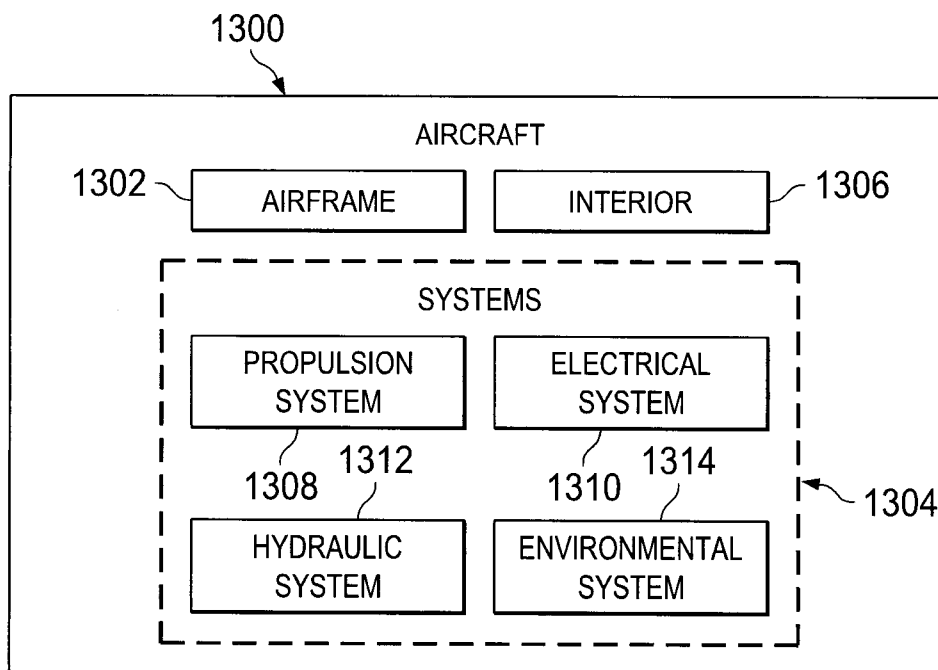 1300
AIRCRAFT
1302
AIRFRAME
INTERIOR
1306
SYSTEMS
PROPULSION
SYSTEM
ELECTRICAL
SYSTEM
1308
1312
1310
1314
1304
HYDRAULIC
SYSTEM
ENVIRONMENTAL
SYSTEM